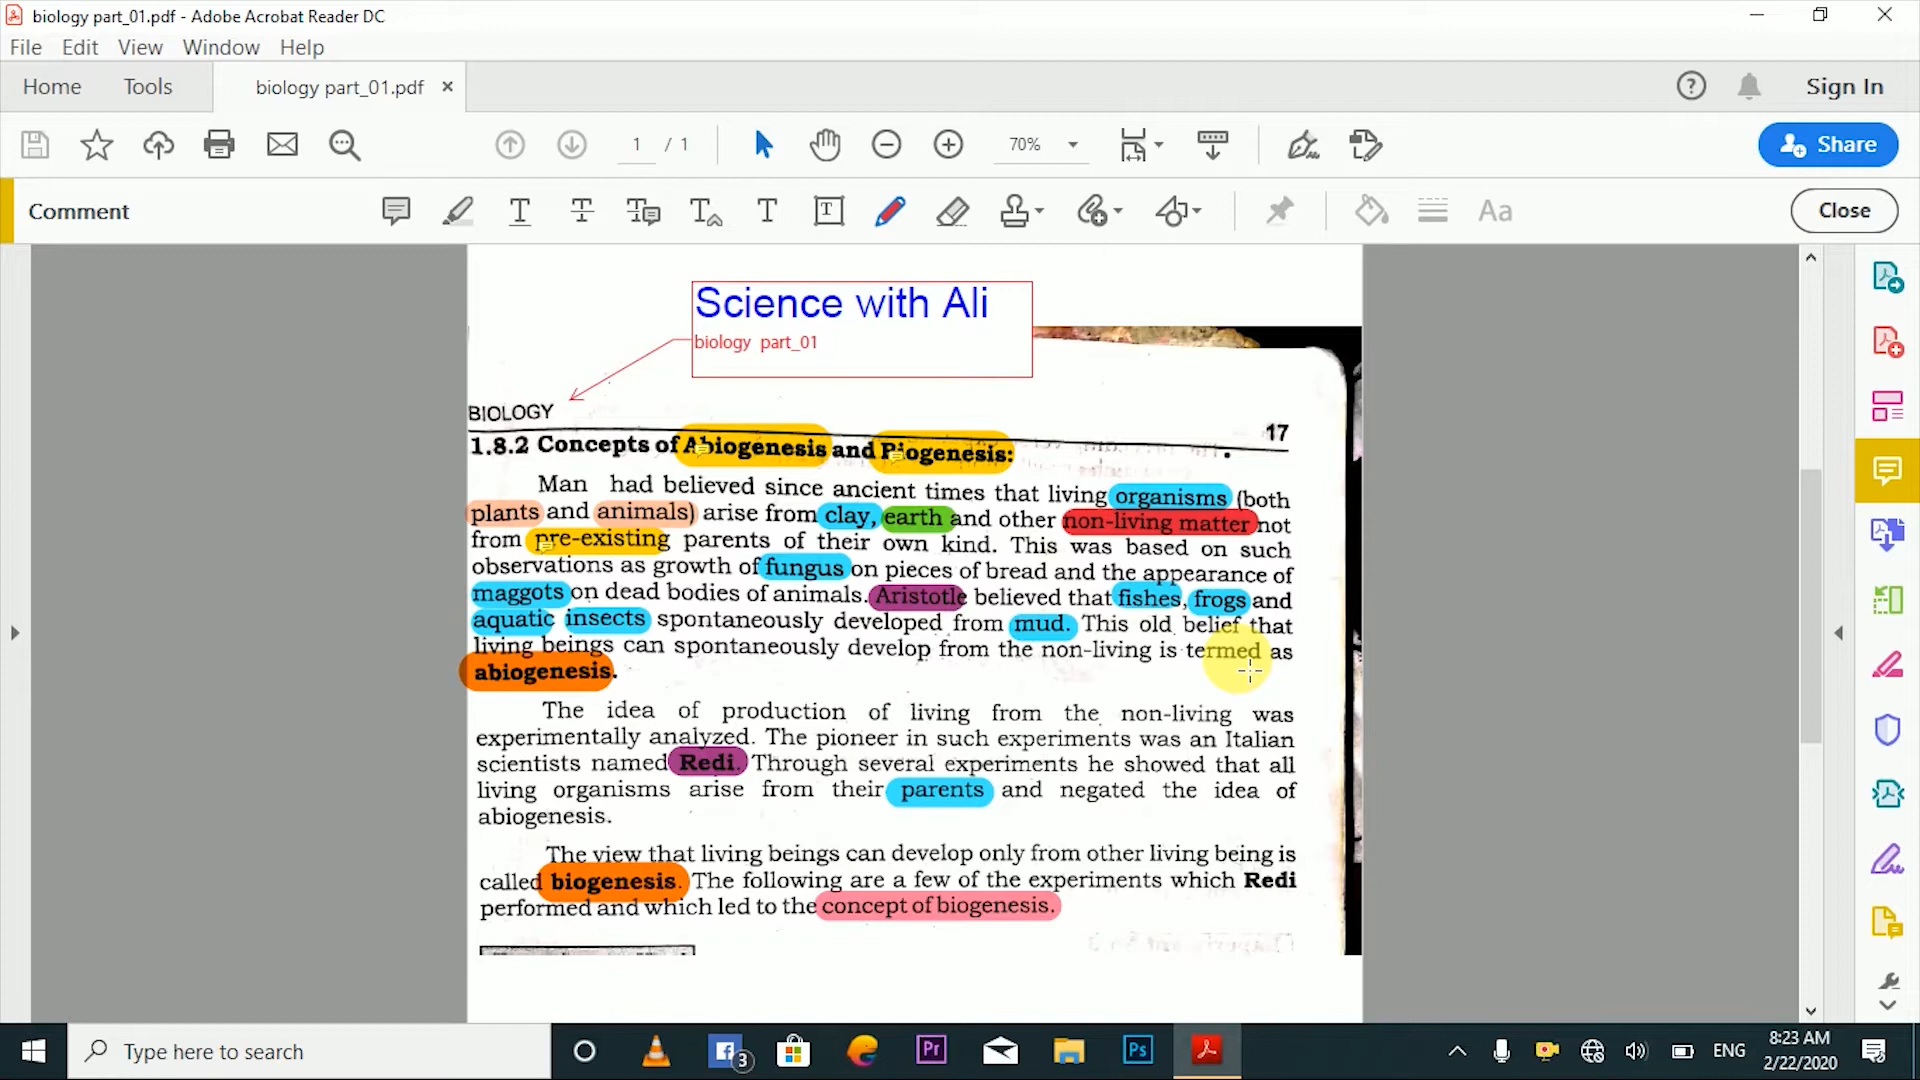 biology part_01.pdf - Adobe Acrobat Reader DC
File Edit View Window Help
Home Tools biology part_01.pdf × Sign In
1 / 1 70% Share
Comment Aa Close
Science with Ali
biology part_01
BIOLOGY 17
1.8.2 Concepts of Abiogenesis and Biogenesis:
Man had believed since ancient times that living organisms (both
plants and animals) arise from clay, earth and other non-living matter not
from pre-existing parents of their own kind. This was based on such
observations as growth of fungus on pieces of bread and the appearance of
maggots on dead bodies of animals. Aristotle believed that fishes, frogs and
aquatic insects spontaneously developed from mud. This old belief that
living beings can spontaneously develop from the non-living is termed as
abiogenesis.
The idea of production of living from the non-living was
experimentally analyzed. The pioneer in such experiments was an Italian
scientists named Redi. Through several experiments he showed that all
living organisms arise from their parents and negated the idea of
abiogenesis.
The view that living beings can develop only from other living being is
called biogenesis. The following are a few of the experiments which Redi
performed and which led to the concept of biogenesis.
Type here to search 3 Pr Ps ENG 8:23 AM
2/22/2020